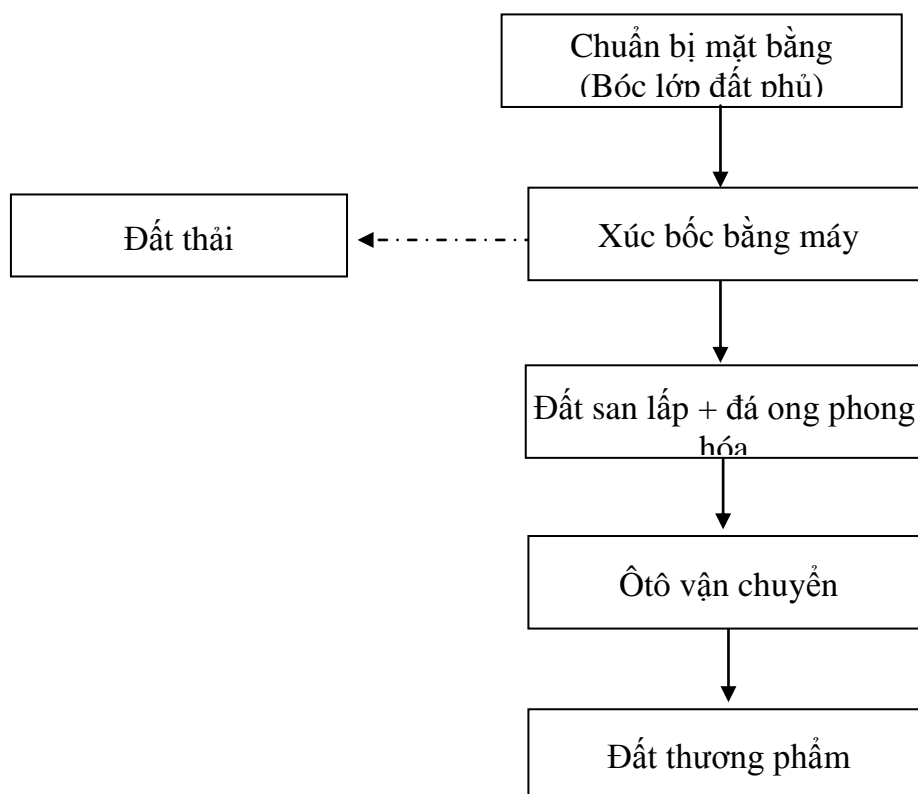 Chuẩn bị mặt bằng
(Bóc lớp đất phủ)
Đất thải
Xúc bốc bằng máy
Đất san lấp + đá ong phong
hóa
Ôtô vận chuyển
Đất thương phẩm